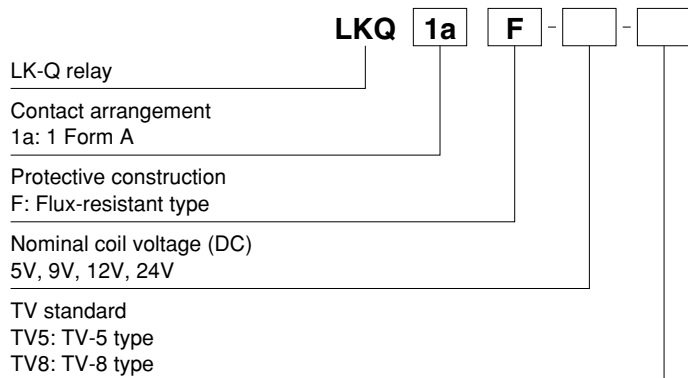 LKQ 1a F - -
LK-Q relay
Contact arrangement
1a: 1 Form A
Protective construction
F: Flux-resistant type
Nominal coil voltage (DC)
5V, 9V, 12V, 24V
TV standard
TV5: TV-5 type
TV8: TV-8 type